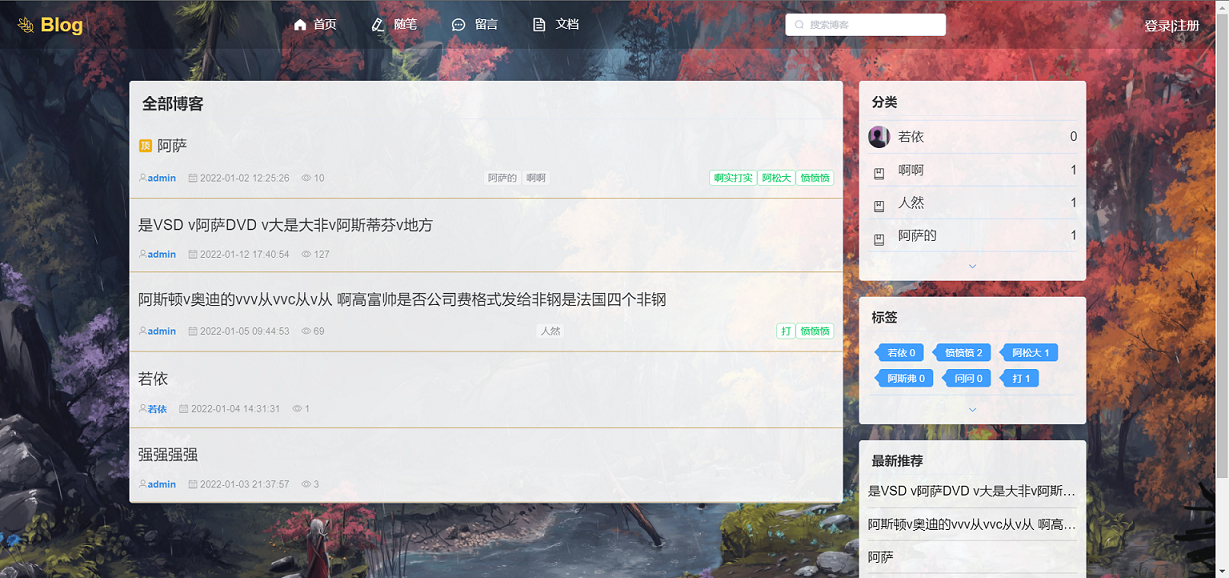 Blog 首页 随笔 留言 文档 搜索博客 登录|注册
全部博客
顶 阿萨
admin 2022-01-02 12:25:26 10 阿萨的 啊啊 啊实打实 阿松大 愤愤愤
是VSD v阿萨DVD v大是大非v阿斯蒂芬v地方
admin 2022-01-12 17:40:54 127
阿斯顿v奥迪的vvv从vvc从v从 啊高富帅是否公司费格式发给非钢是法国四个非钢
admin 2022-01-05 09:44:53 69 人然 打 愤愤愤
若依
若依 2022-01-04 14:31:31 1
强强强强
admin 2022-01-03 21:37:57 3
分类
若依 0
啊啊 1
人然 1
阿萨的 1
标签
若依 0 愤愤愤 2 阿松大 1
阿斯弗 0 问问 0 打 1
最新推荐
是VSD v阿萨DVD v大是大非v阿斯…
阿斯顿v奥迪的vvv从vvc从v从 啊高…
阿萨